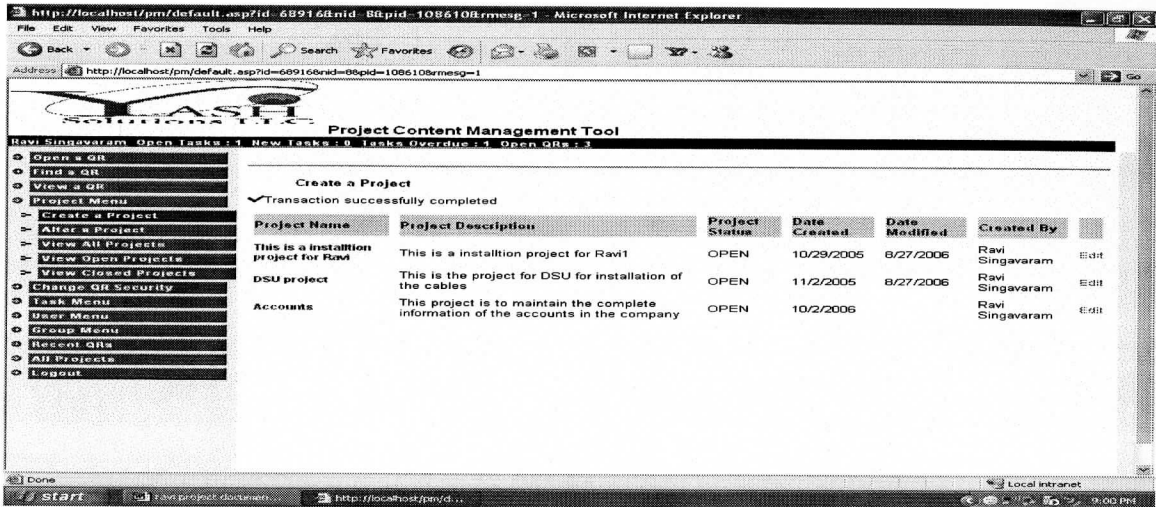 http://localhost/pm/default.asp?id=68916&nid=8&pid=108610&rmesg=1 - Microsoft Internet Explorer
File Edit View Favorites Tools Help
Back Search Favorites
Address http://localhost/pm/default.asp?id=68916&nid=8&pid=108610&rmesg=1 Go
YASH
Solutions LLC
Project Content Management Tool
Ravi Singavaram Open Tasks : 1 New Tasks : 0 Tasks Overdue : 1 Open QRs : 3
Open a QR
Find a QR
View a QR
Project Menu
Create a Project
Alter a Project
View All Projects
View Open Projects
View Closed Projects
Change QR Security
Task Menu
User Menu
Group Menu
Recent QRs
All Projects
Logout
Create a Project
Transaction successfully completed
Project Name Project Description Project Status Date Created Date Modified Created By
This is a installtion project for Ravi This is a installtion project for Ravi1 OPEN 10/29/2005 8/27/2006 Ravi Singavaram Edit
DSU project This is the project for DSU for installation of the cables OPEN 11/2/2005 8/27/2006 Ravi Singavaram Edit
Accounts This project is to maintain the complete information of the accounts in the company OPEN 10/2/2006 Ravi Singavaram Edit
Done Local intranet
start ravi project documen... http://localhost/pm/d... 9:00 PM